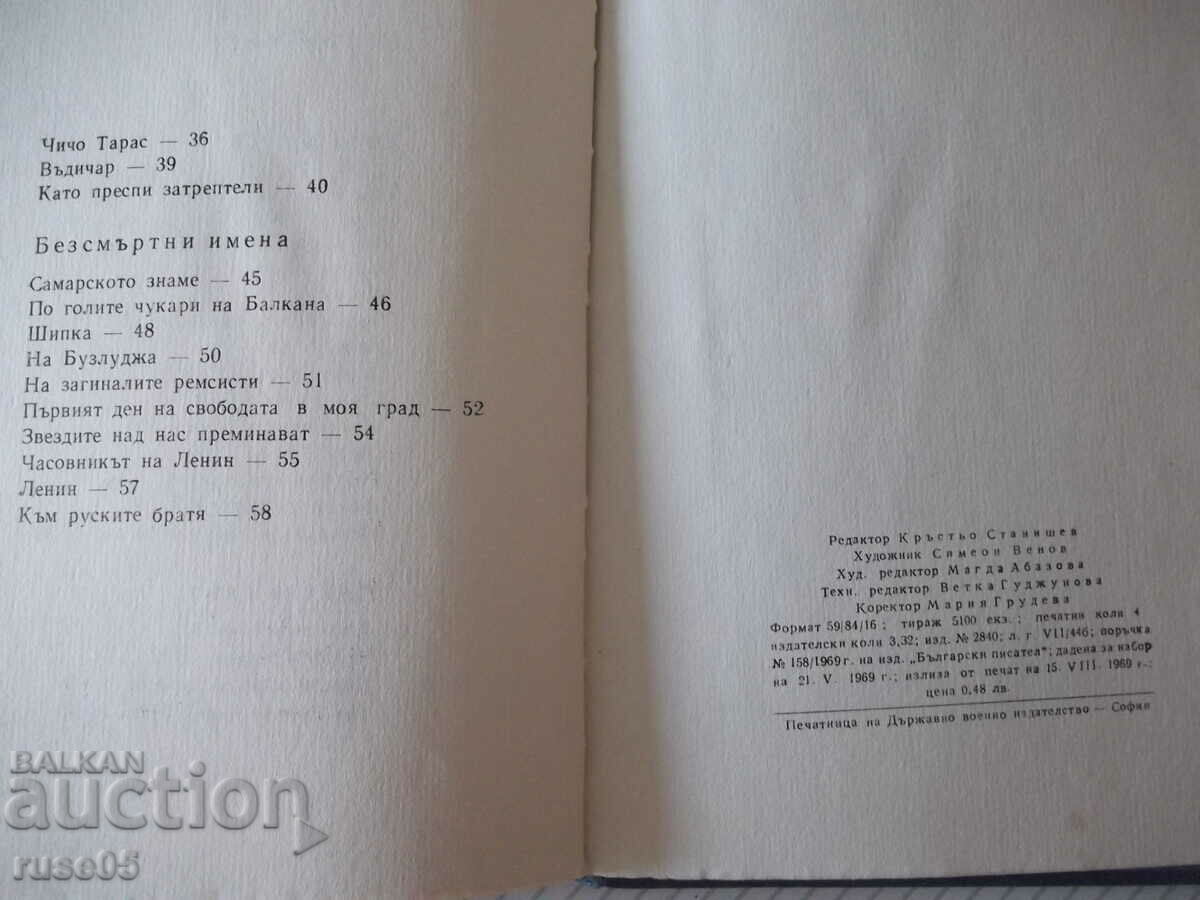 Чичо Тарас — 36
Въдичар — 39
Като преспи затрептели — 40
Безсмъртни имена
Самарското знаме — 45
По голите чукари на Балкана — 46
Шипка — 48
На Бузлуджа — 50
На загиналите ремсисти — 51
Първият ден на свободата в моя град — 52
Звездите над нас преминават — 54
Часовникът на Ленин — 55
Ленин — 57
Към руските братя — 58
Редактор Кръстьо Станишев
Художник Симеон Венов
Худ. редактор Магда Абазова
Техн. редактор Ветка Гуджунова
Коректор Мария Грудева
Формат 59/84/16; тираж 5100 екз.; печатни коли 4
издателски коли 3,32; изд. № 2840; л. г. VII/446; поръчка
№ 158/1969 г. на изд. „Български писател“; дадена за набор
на 21. V. 1969 г.; излиза от печат на 15. VIII. 1969 г.;
цена 0,48 лв.
Печатница на Държавно военно издателство — София
BALKAN
auction
ruse05